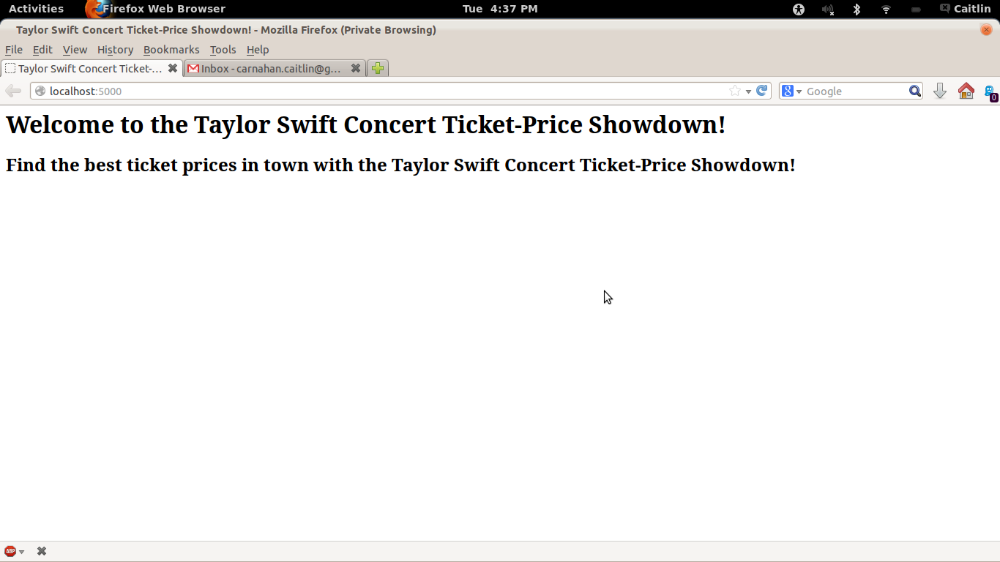 Activities Firefox Web Browser Tue 4:37 PM Caitlin
Taylor Swift Concert Ticket-Price Showdown! - Mozilla Firefox (Private Browsing)
File Edit View History Bookmarks Tools Help
Taylor Swift Concert Ticket-... Inbox - carnahan.caitlin@g...
localhost:5000 8 Google 0
Welcome to the Taylor Swift Concert Ticket-Price Showdown!
Find the best ticket prices in town with the Taylor Swift Concert Ticket-Price Showdown!
ABP